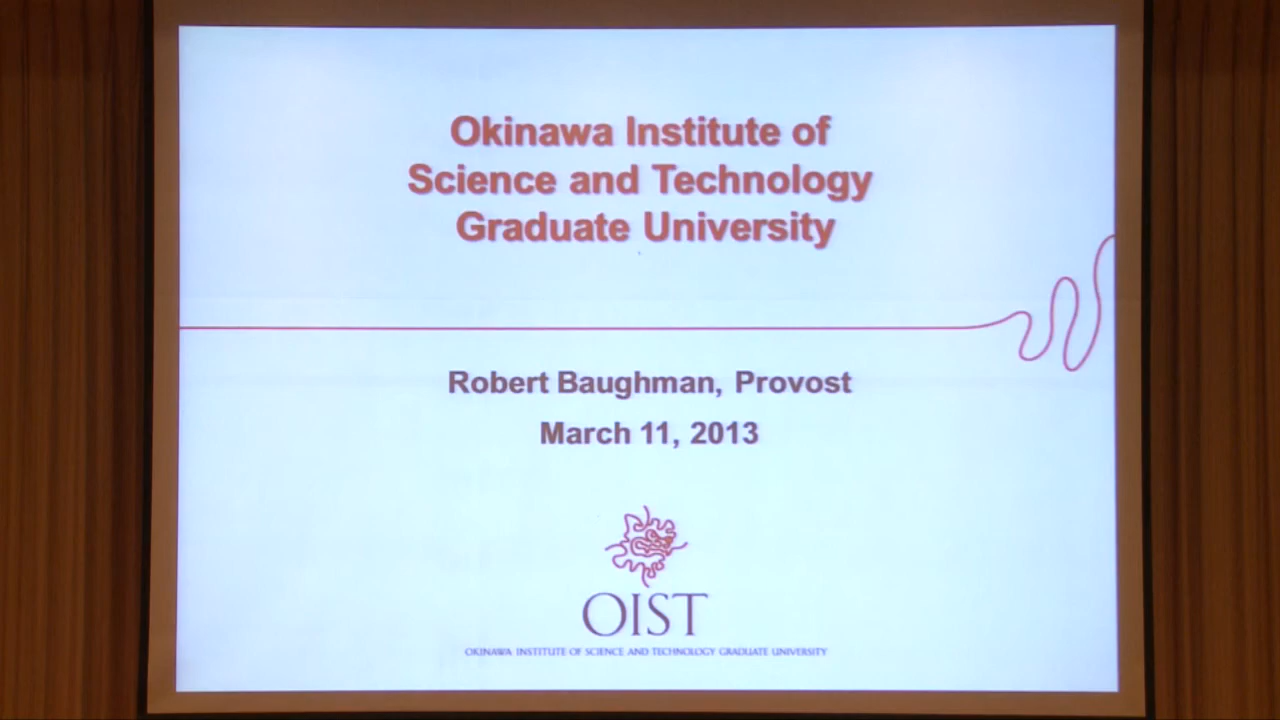 Okinawa Institute of
Science and Technology
Graduate University
Robert Baughman, Provost
March 11, 2013
OIST
OKINAWA INSTITUTE OF SCIENCE AND TECHNOLOGY GRADUATE UNIVERSITY